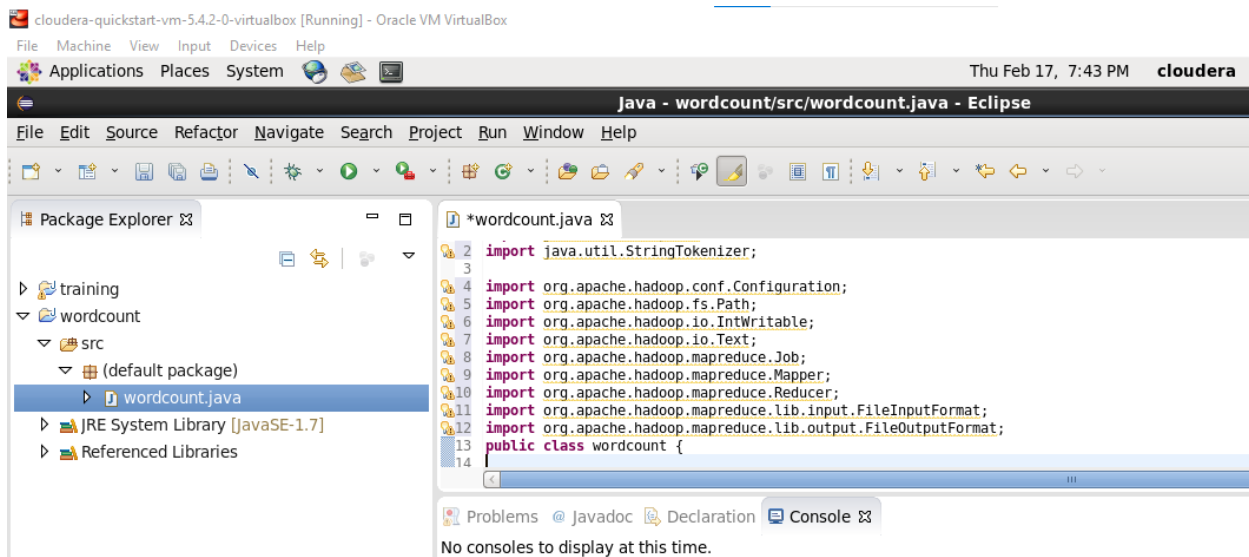 cloudera-quickstart-vm-5.4.2-0-virtualbox [Running] - Oracle VM VirtualBox
File Machine View Input Devices Help
Applications Places System Thu Feb 17, 7:43 PM cloudera
Java - wordcount/src/wordcount.java - Eclipse
File Edit Source Refactor Navigate Search Project Run Window Help
Package Explorer
training
wordcount
src
(default package)
wordcount.java
JRE System Library [JavaSE-1.7]
Referenced Libraries
*wordcount.java
2 import java.util.StringTokenizer;
3
4 import org.apache.hadoop.conf.Configuration;
5 import org.apache.hadoop.fs.Path;
6 import org.apache.hadoop.io.IntWritable;
7 import org.apache.hadoop.io.Text;
8 import org.apache.hadoop.mapreduce.Job;
9 import org.apache.hadoop.mapreduce.Mapper;
10 import org.apache.hadoop.mapreduce.Reducer;
11 import org.apache.hadoop.mapreduce.lib.input.FileInputFormat;
12 import org.apache.hadoop.mapreduce.lib.output.FileOutputFormat;
13 public class wordcount {
14
Problems @ Javadoc Declaration Console
No consoles to display at this time.